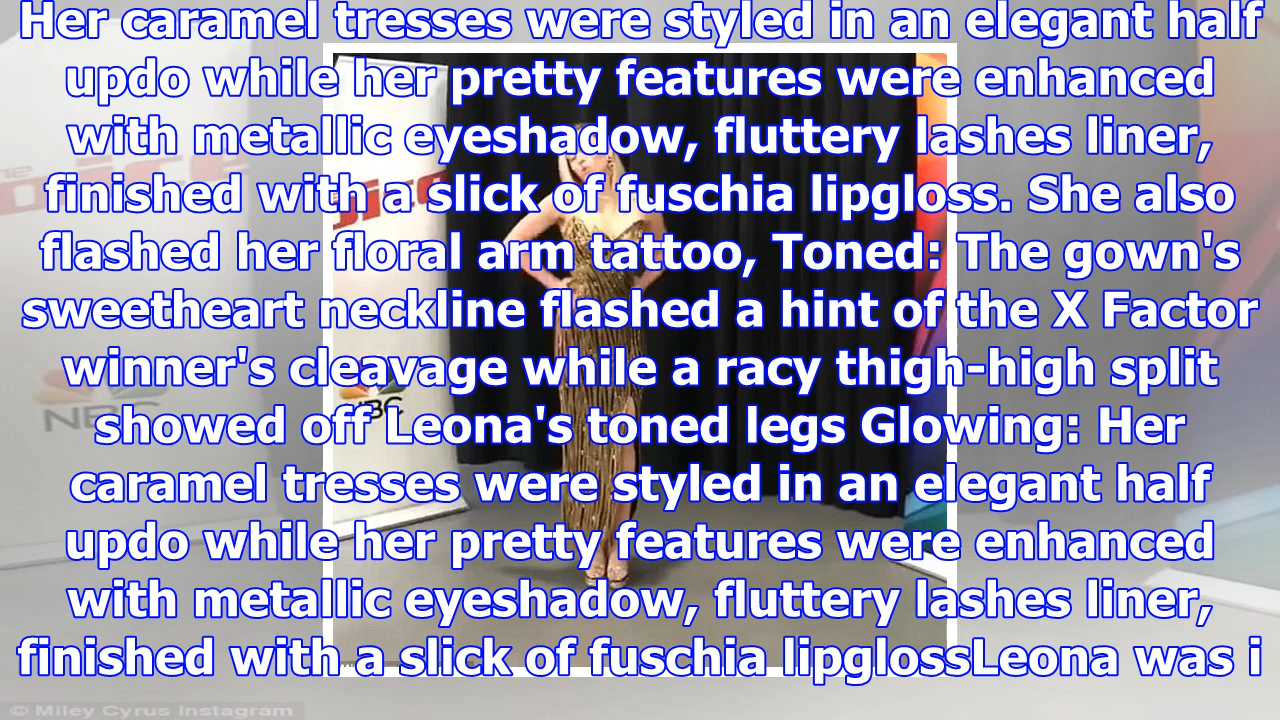 Her caramel tresses were styled in an elegant half
updo while her pretty features were enhanced
with metallic eyeshadow, fluttery lashes liner,
finished with a slick of fuschia lipgloss. She also
flashed her floral arm tattoo, Toned: The gown's
sweetheart neckline flashed a hint of the X Factor
winner's cleavage while a racy thigh-high split
showed off Leona's toned legs Glowing: Her
caramel tresses were styled in an elegant half
updo while her pretty features were enhanced
with metallic eyeshadow, fluttery lashes liner,
finished with a slick of fuschia lipglossLeona was i
NBC
NBC
© Miley Cyrus Instagram